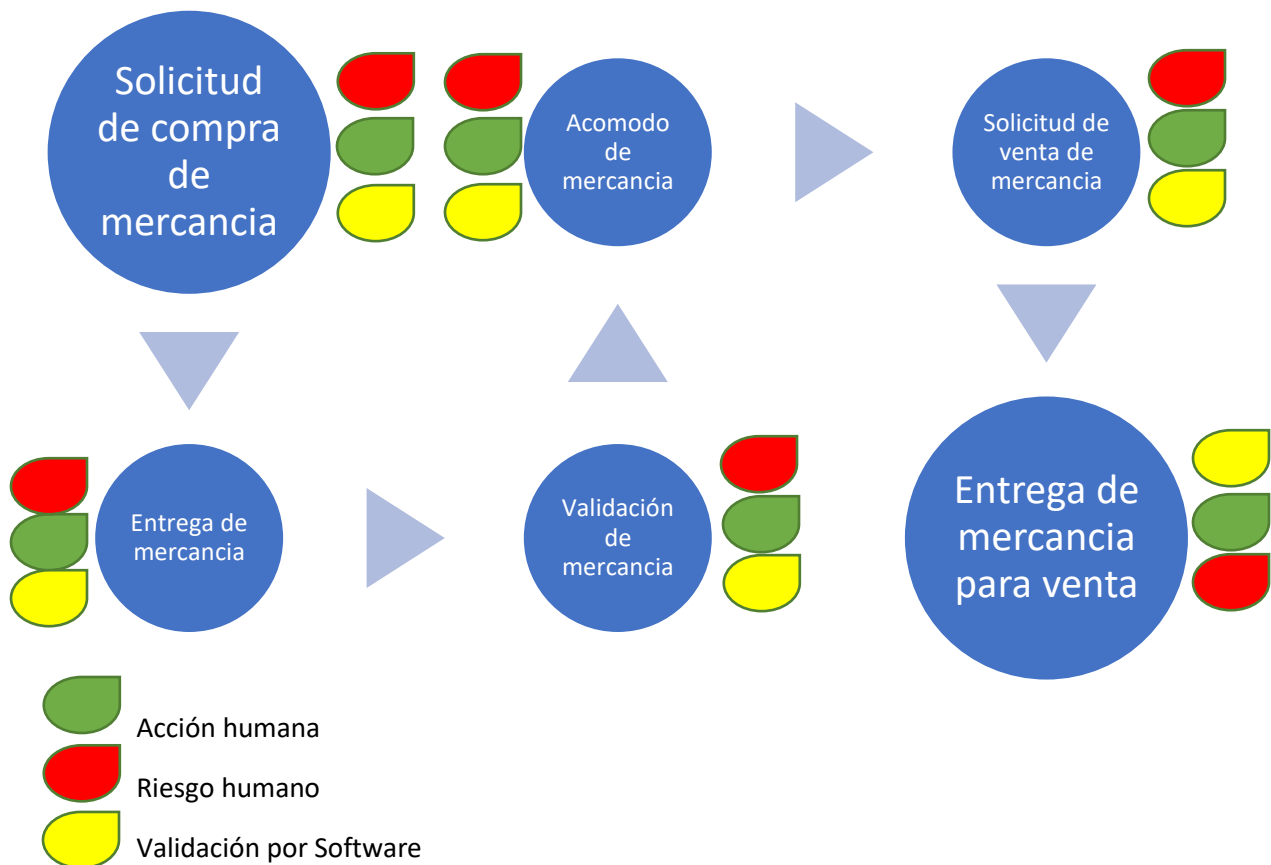 Solicitud
de compra
de
mercancia
Acomodo
de
mercancia
Solicitud de
venta de
mercancia
Entrega de
mercancia
Validación
de
mercancia
Entrega de
mercancia
para venta
Acción humana
Riesgo humano
Validación por Software